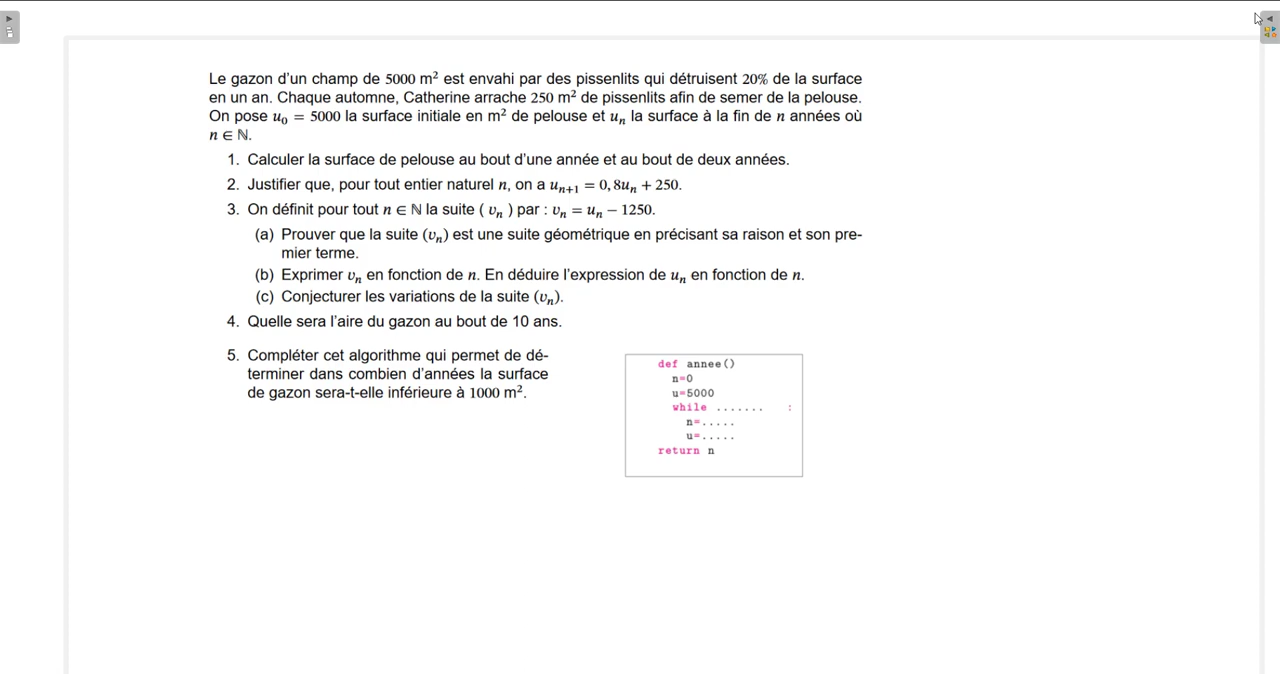 Le gazon d'un champ de 5000 m² est envahi par des pissenlits qui détruisent 20% de la surface
en un an. Chaque automne, Catherine arrache 250 m² de pissenlits afin de semer de la pelouse.
On pose u₀ = 5000 la surface initiale en m² de pelouse et uₙ la surface à la fin de n années où
n ∈ ℕ.
1. Calculer la surface de pelouse au bout d'une année et au bout de deux années.
2. Justifier que, pour tout entier naturel n, on a uₙ₊₁ = 0, 8uₙ + 250.
3. On définit pour tout n ∈ ℕ la suite ( vₙ ) par : vₙ = uₙ − 1250.
(a) Prouver que la suite (vₙ) est une suite géométrique en précisant sa raison et son pre-
mier terme.
(b) Exprimer vₙ en fonction de n. En déduire l'expression de uₙ en fonction de n.
(c) Conjecturer les variations de la suite (vₙ).
4. Quelle sera l'aire du gazon au bout de 10 ans.
5. Compléter cet algorithme qui permet de dé-
terminer dans combien d'années la surface
de gazon sera-t-elle inférieure à 1000 m².
def annee()
n=0
u=5000
while ....... :
n=.....
u=.....
return n